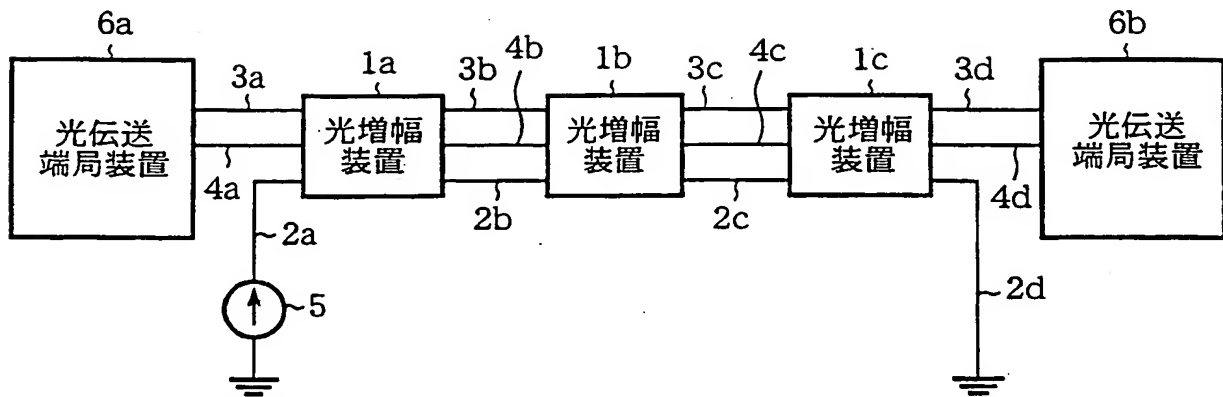 6a
6b
3a
1a
3b
4b
1b
3c
4c
1c
3d
光伝送
端局装置
光増幅
装置
光増幅
装置
光増幅
装置
光伝送
端局装置
4a
2a
2b
2c
4d
5
2d